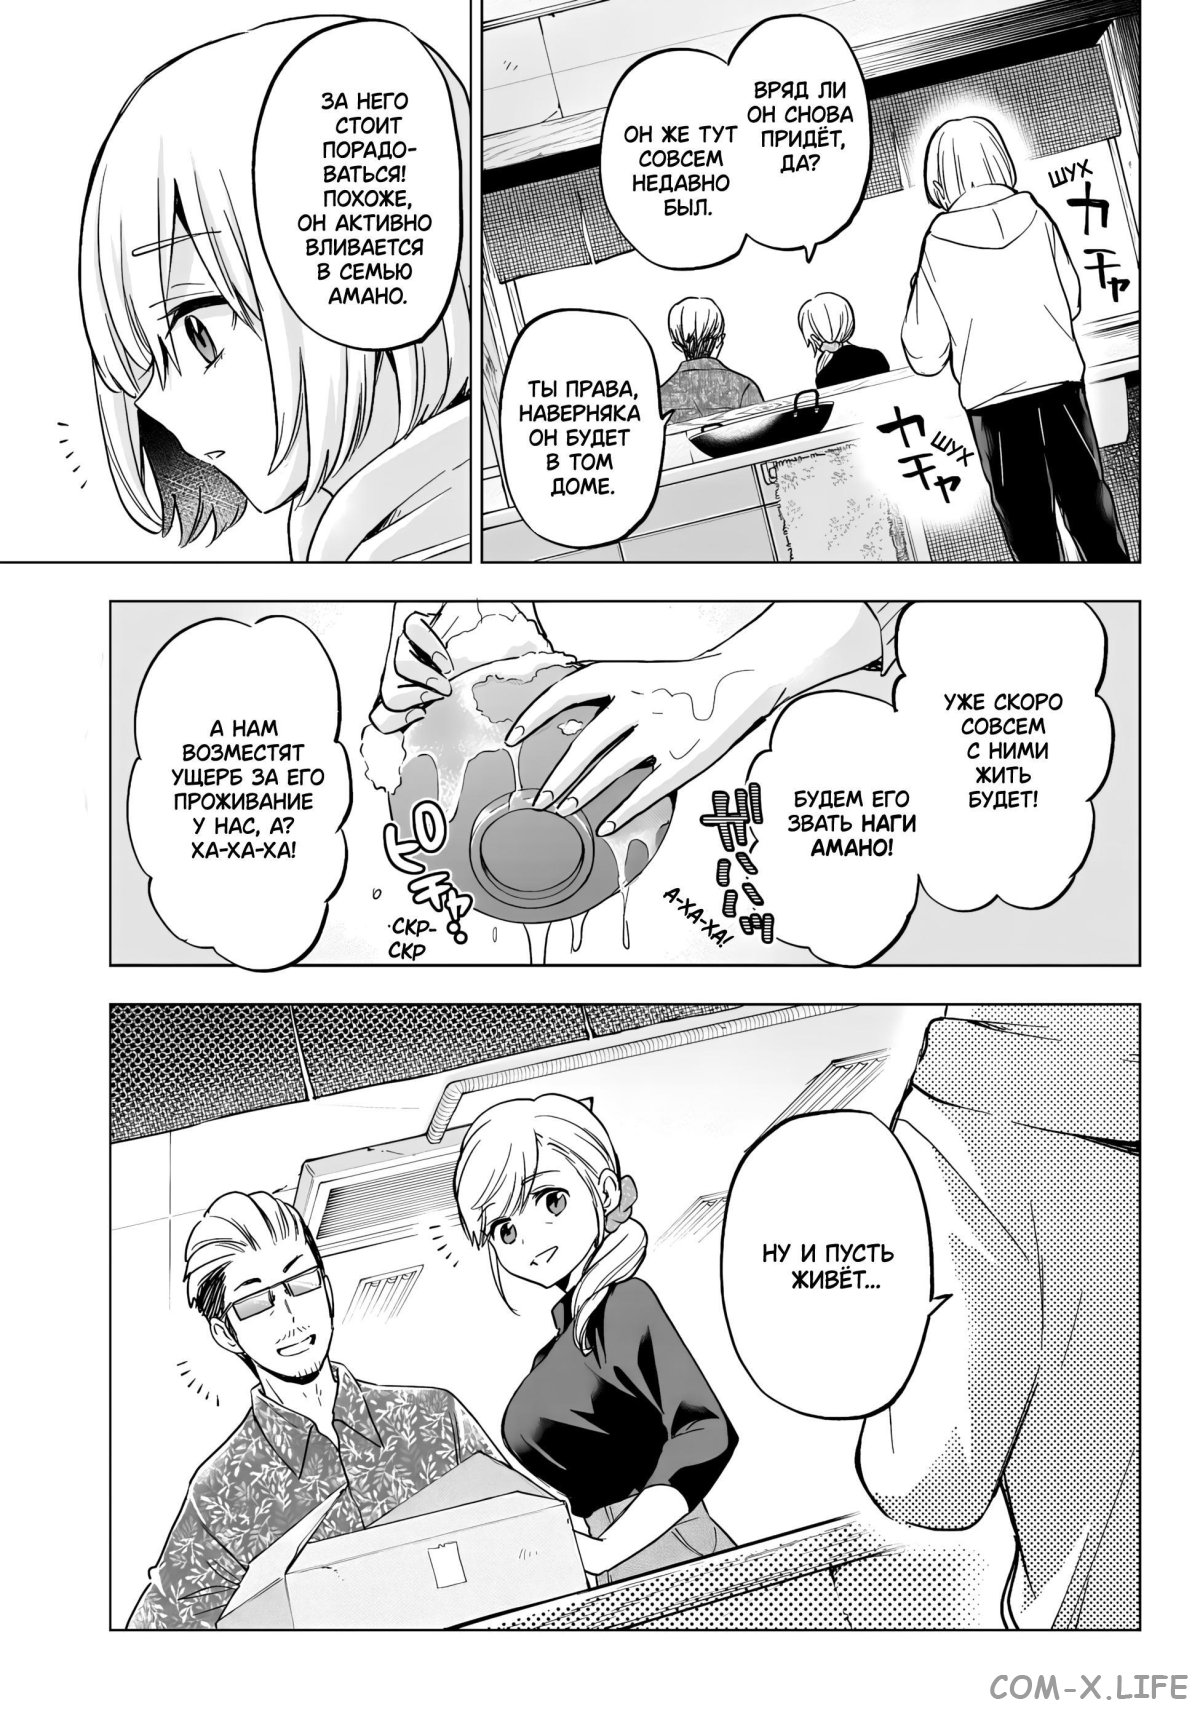 ВРЯД ЛИ
ОН СНОВА
ПРИДЁТ,
ДА?
ОН ЖЕ ТУТ
СОВСЕМ
НЕДАВНО
БЫЛ.
ШУХ
カチャ
ТЫ ПРАВА,
НАВЕРНЯКА
ОН БУДЕТ
В ТОМ
ДОМЕ.
ШУХ
カチャ
ЗА НЕГО
СТОИТ
ПОРАДО-
ВАТЬСЯ!
ПОХОЖЕ,
ОН АКТИВНО
ВЛИВАЕТСЯ
В СЕМЬЮ
АМАНО.
УЖЕ СКОРО
СОВСЕМ
С НИМИ
ЖИТЬ
БУДЕТ!
БУДЕМ ЕГО
ЗВАТЬ НАГИ
АМАНО!
А-ХА-ХА!
СКР-
СКР
А НАМ
ВОЗМЕСТЯТ
УЩЕРБ ЗА ЕГО
ПРОЖИВАНИЕ
У НАС, А?
ХА-ХА-ХА!
НУ И ПУСТЬ
ЖИВЁТ...
COM-X.LIFE